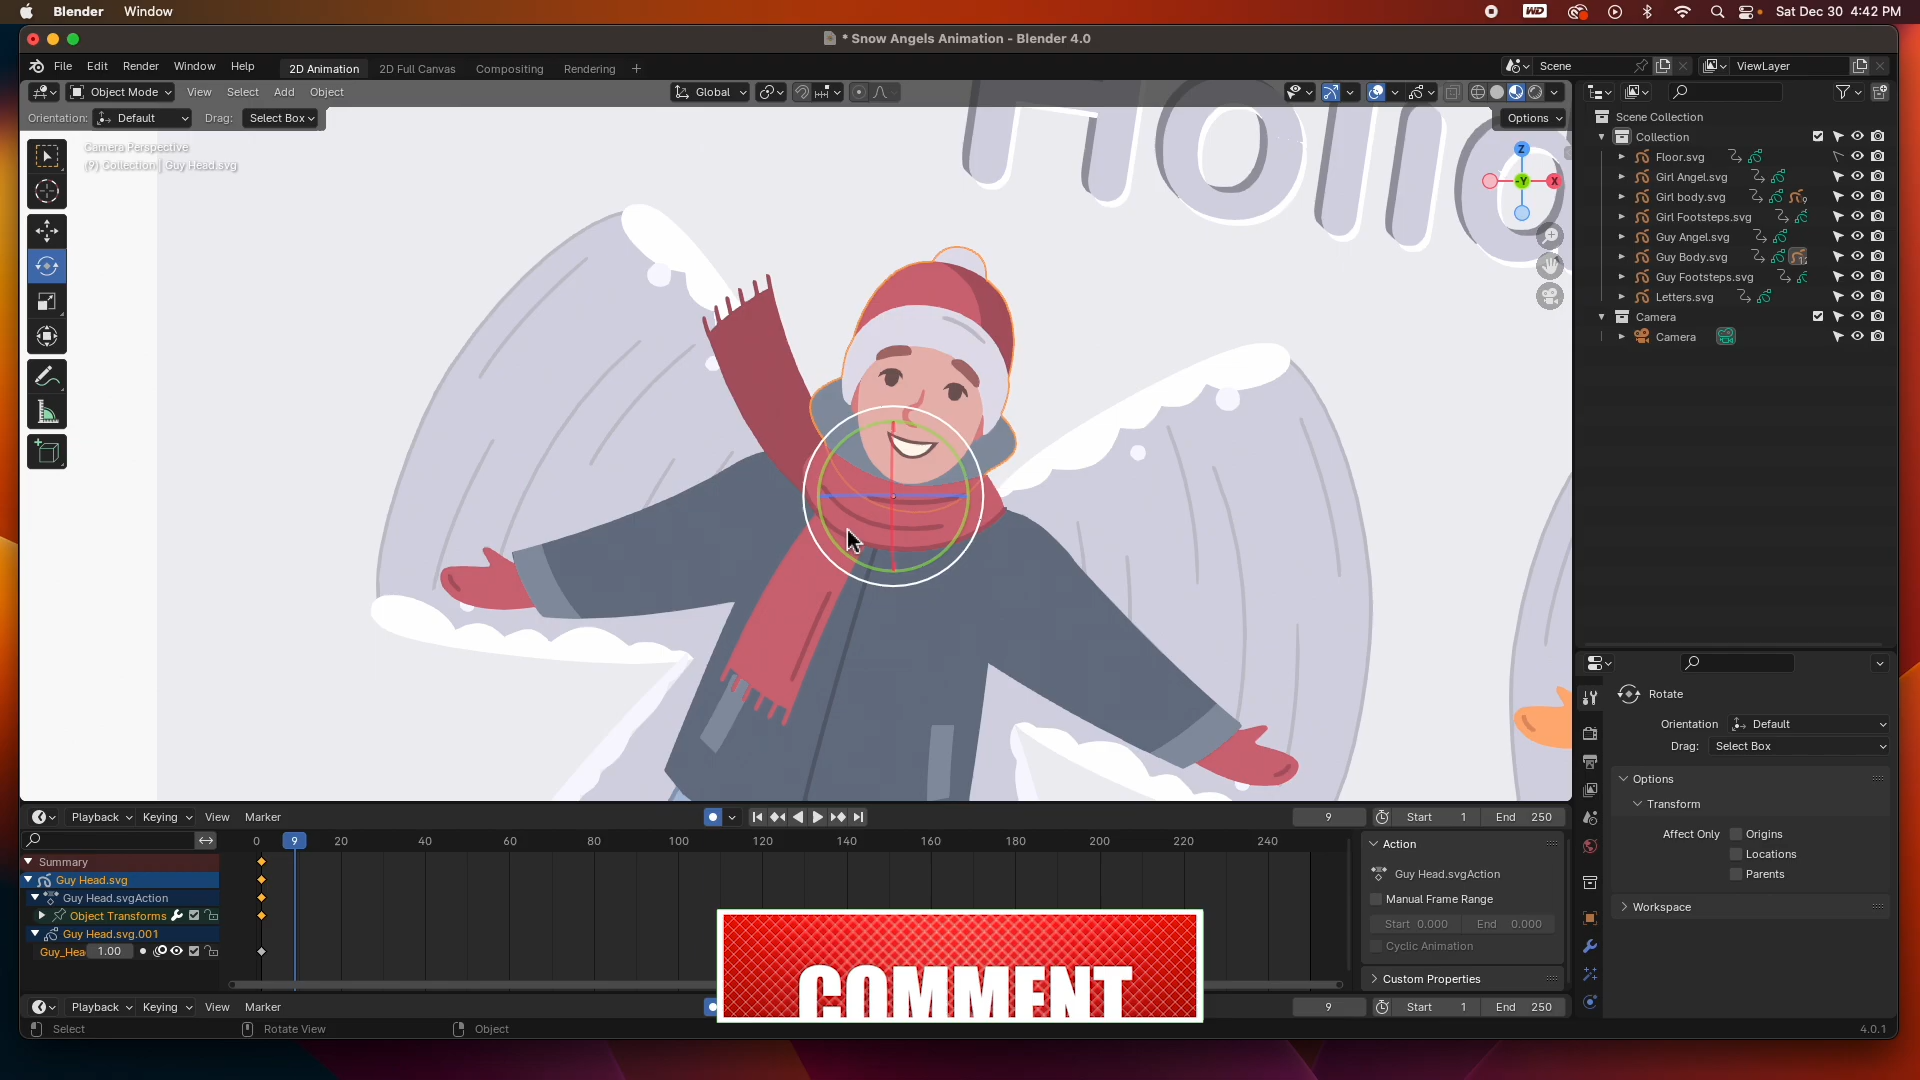 Blender Window
WD
Sat Dec 30 4:42 PM
* Snow Angels Animation - Blender 4.0
File Edit Render Window Help
2D Animation 2D Full Canvas Compositing Rendering +
Scene
ViewLayer
Object Mode View Select Add Object
Global
Orientation: Default Drag: Select Box
Options
Camera Perspective
(9) Collection | Guy Head.svg
Z
-Y
X
Scene Collection
Collection
Floor.svg
Girl Angel.svg
Girl body.svg
9
Girl Footsteps.svg
Guy Angel.svg
Guy Body.svg
12
Guy Footsteps.svg
Letters.svg
Camera
Camera
Rotate
Orientation Default
Drag: Select Box
Options
Transform
Affect Only Origins
Locations
Parents
Workspace
Playback Keying View Marker
9 Start 1 End 250
0 9 20 40 60 80 100 120 140 160 180 200 220 240
Summary
Guy Head.svg
Guy Head.svgAction
Object Transforms
Guy Head.svg.001
Guy_Hea 1.00
Action
Guy Head.svgAction
Manual Frame Range
Start 0.000 End 0.000
Cyclic Animation
Custom Properties
COMMENT
Playback Keying View Marker
9 Start 1 End 250
Select Rotate View Object
4.0.1